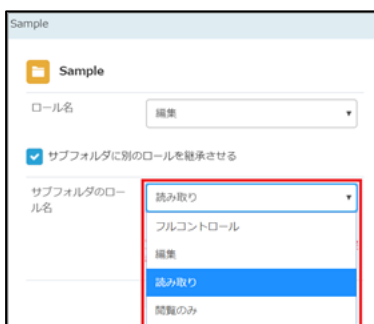 Sample
Sample
ロール名
編集
サブフォルダに別のロールを継承させる
サブフォルダのロー
ル名
読み取り
フルコントロール
編集
読み取り
閲覧のみ